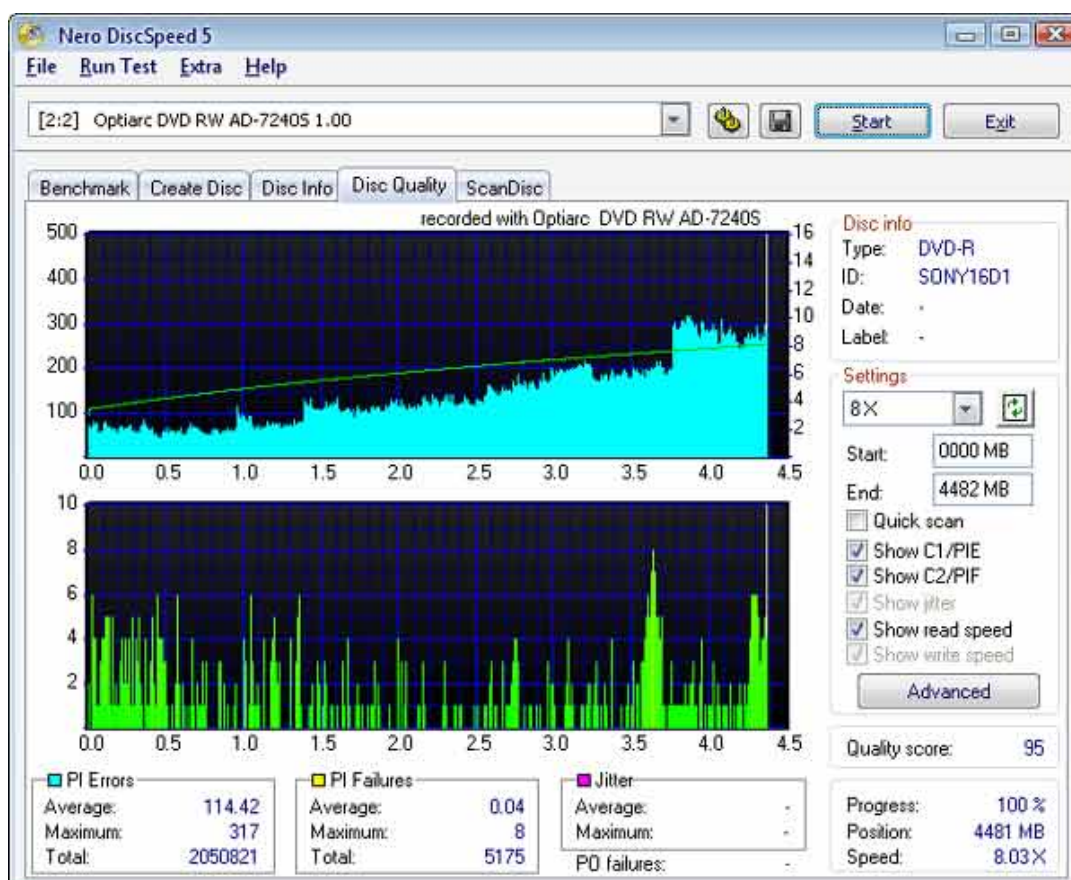 Nero DiscSpeed 5
File Run Test Extra Help
[2:2] Optiarc DVD RW AD-7240S 1.00
Start
Exit
Benchmark Create Disc Disc Info Disc Quality ScanDisc
recorded with Optiarc DVD RW AD-7240S
500
400
300
200
100
16
14
12
10
8
6
4
2
0.0 0.5 1.0 1.5 2.0 2.5 3.0 3.5 4.0 4.5
10
8
6
4
2
0.0 0.5 1.0 1.5 2.0 2.5 3.0 3.5 4.0 4.5
Disc info
Type: DVD-R
ID: SONY16D1
Date: -
Label: -
Settings
8X
Start: 0000 MB
End: 4482 MB
Quick scan
Show C1/PIE
Show C2/PIF
Show jitter
Show read speed
Show write speed
Advanced
Quality score: 95
PI Errors
Average: 114.42
Maximum: 317
Total: 2050821
PI Failures
Average: 0.04
Maximum: 8
Total: 5175
Jitter
Average: -
Maximum: -
PO failures: -
Progress: 100 %
Position: 4481 MB
Speed: 8.03X